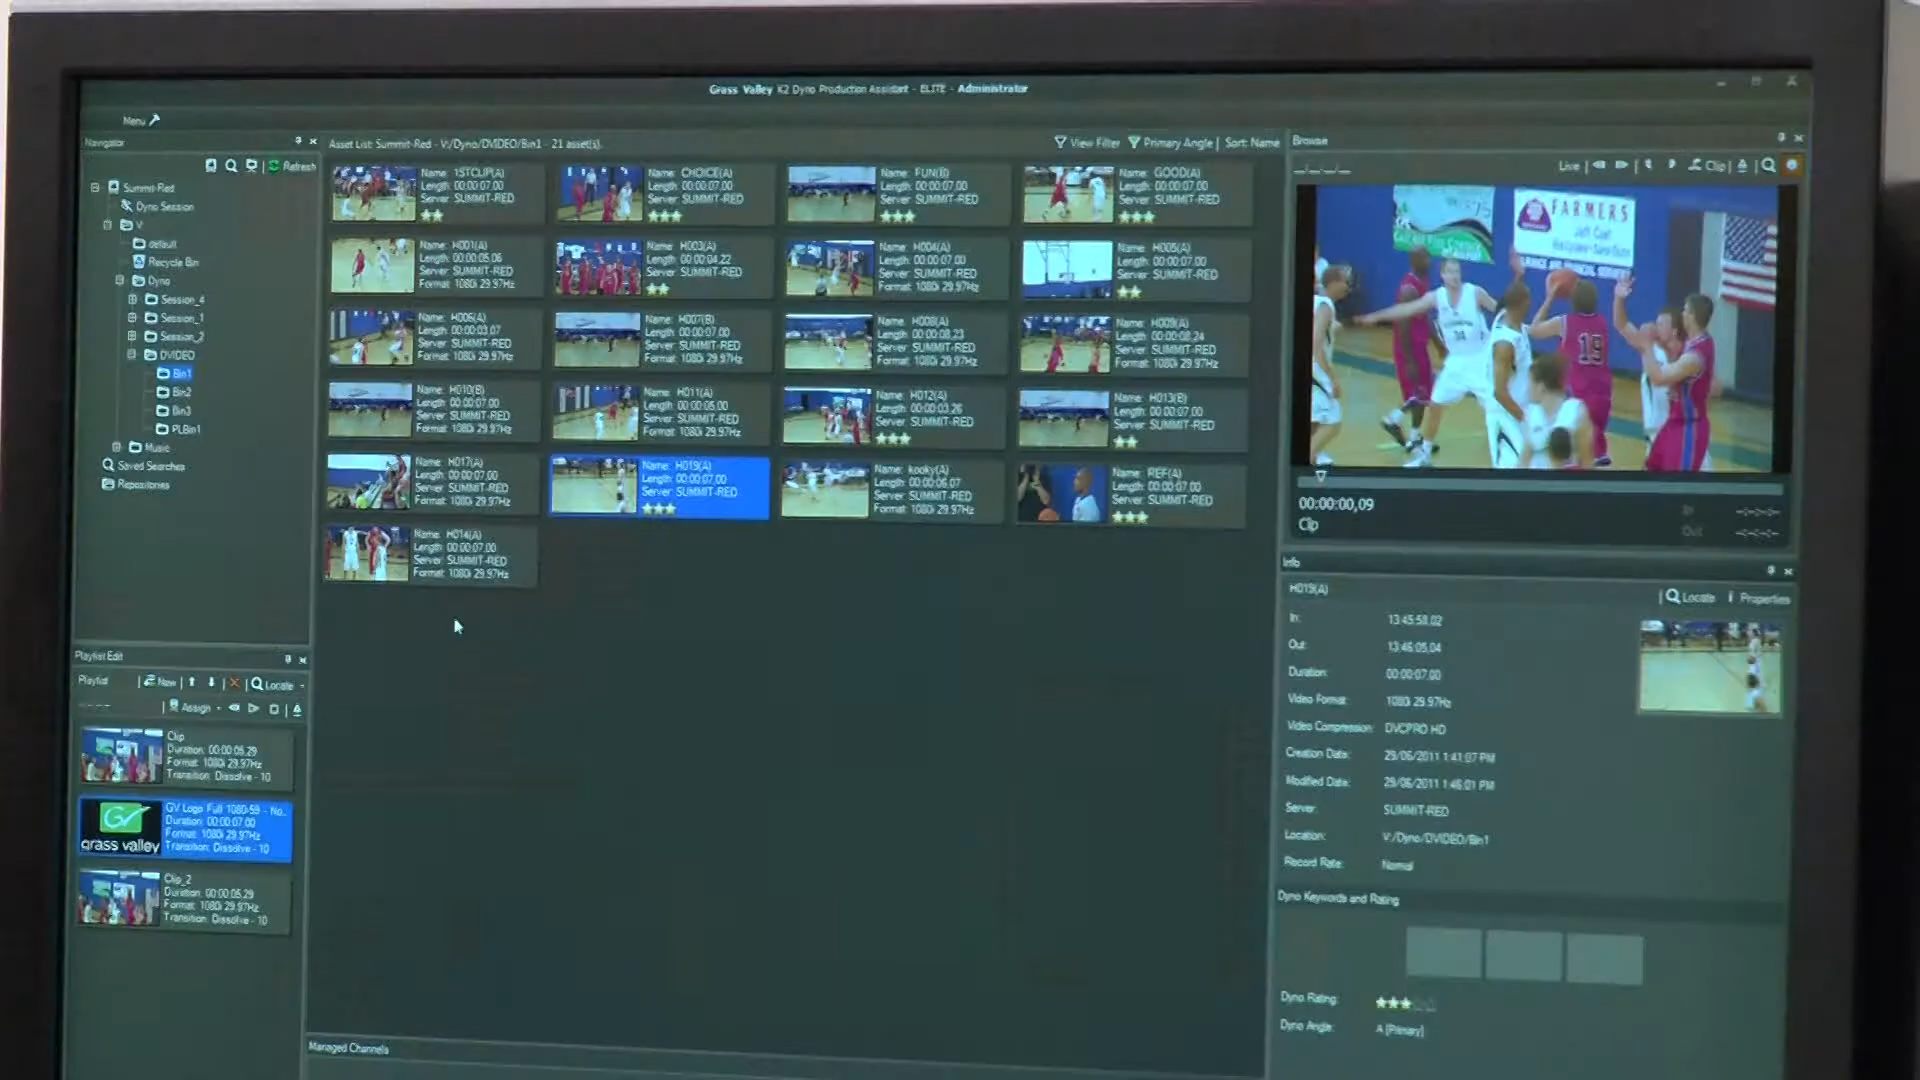 Grass Valley K2 Dyno Production Assistant - ELITE - Administrator
Menu
Navigator
Refresh
Summit-Red
Dyno Session
V:
default
Recycle Bin
Dyno
Session_4
Session_1
Session_2
DVIDEO
Bin1
Bin2
Bin3
PLBin1
Music
Saved Searches
Repositories
Asset List: Summit-Red - V:/Dyno/DVIDEO/Bin1 - 21 asset(s).
View Filter
Primary Angle
Sort: Name
Name: 1STCLIP(A)
Length: 00:00:07.00
Server: SUMMIT-RED
Name: CHOICE(A)
Length: 00:00:07.00
Server: SUMMIT-RED
Name: FUN(B)
Length: 00:00:07.00
Server: SUMMIT-RED
Name: GOOD(A)
Length: 00:00:07.00
Server: SUMMIT-RED
Name: H001(A)
Length: 00:00:05.06
Server: SUMMIT-RED
Format: 1080i 29.97Hz
Name: H003(A)
Length: 00:00:04.22
Server: SUMMIT-RED
Name: H004(A)
Length: 00:00:07.00
Server: SUMMIT-RED
Format: 1080i 29.97Hz
Name: H005(A)
Length: 00:00:07.00
Server: SUMMIT-RED
Name: H006(A)
Length: 00:00:03.07
Server: SUMMIT-RED
Format: 1080i 29.97Hz
Name: H007(B)
Length: 00:00:07.00
Server: SUMMIT-RED
Format: 1080i 29.97Hz
Name: H008(A)
Length: 00:00:08.23
Server: SUMMIT-RED
Format: 1080i 29.97Hz
Name: H009(A)
Length: 00:00:08.24
Server: SUMMIT-RED
Format: 1080i 29.97Hz
Name: H010(B)
Length: 00:00:07.00
Server: SUMMIT-RED
Format: 1080i 29.97Hz
Name: H011(A)
Length: 00:00:05.00
Server: SUMMIT-RED
Format: 1080i 29.97Hz
Name: H012(A)
Length: 00:00:03.26
Server: SUMMIT-RED
Name: H013(B)
Length: 00:00:07.00
Server: SUMMIT-RED
Name: H017(A)
Length: 00:00:07.00
Server: SUMMIT-RED
Format: 1080i 29.97Hz
Name: H019(A)
Length: 00:00:07.00
Server: SUMMIT-RED
Name: kooky(A)
Length: 00:00:06.07
Server: SUMMIT-RED
Format: 1080i 29.97Hz
Name: REF(A)
Length: 00:00:07.00
Server: SUMMIT-RED
Name: H014(A)
Length: 00:00:07.00
Server: SUMMIT-RED
Format: 1080i 29.97Hz
Managed Channels
Playlist Edit
Playlist
New
Locate
Assign
Clip
Duration: 00:00:05.29
Format: 1080i 29.97Hz
Transition: Dissolve - 10
GV
grass valley
GV Logo Full 1080i59 - No..
Duration: 00:00:07.00
Format: 1080i 29.97Hz
Transition: Dissolve - 10
Clip_2
Duration: 00:00:05.29
Format: 1080i 29.97Hz
Transition: Dissolve - 10
Browse
Live
Clip
FARMERS
19
00:00:00,09
Clip
In
Out
Info
H019(A)
Locate
Properties
In: 13:45:58.02
Out: 13:46:05.04
Duration: 00:00:07.00
Video Format: 1080i 29.97Hz
Video Compression: DVCPRO HD
Creation Date: 29/06/2011 1:41:07 PM
Modified Date: 29/06/2011 1:46:01 PM
Server: SUMMIT-RED
Location: V:/Dyno/DVIDEO/Bin1
Record Rate: Normal
Dyno Keywords and Rating
Dyno Rating:
Dyno Angle: A [Primary]